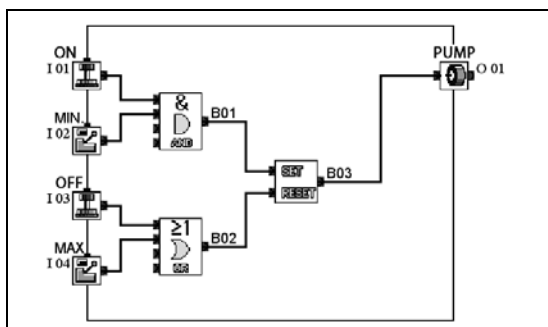 ON
I 01
MIN.
I 02
OFF
I 03
MAX
I 04
&
AND
B01
≥1
OR
B02
SET
RESET
B03
PUMP
O 01